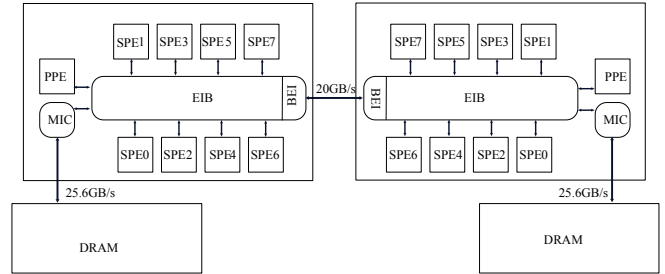 SPE1 SPE3 SPE5 SPE7 SPE7 SPE5 SPE3 SPE1
PPE PPE
EIB BEI 20GB/s BEI EIB
MIC MIC
SPE0 SPE2 SPE4 SPE6 SPE6 SPE4 SPE2 SPE0
25.6GB/s 25.6GB/s
DRAM DRAM